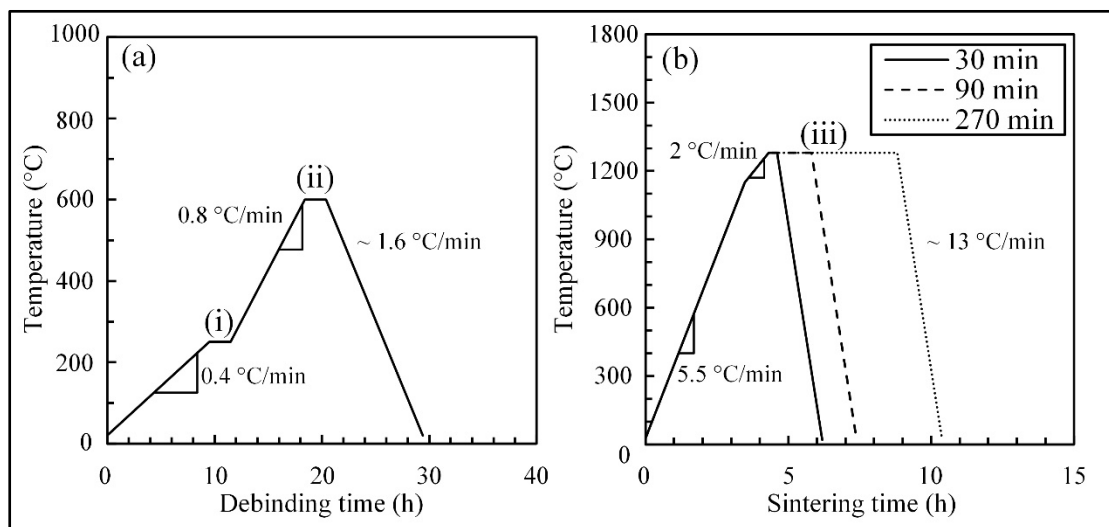 (a)
Temperature (°C)
1000
800
600
400
200
0
(i)
(ii)
0.4 °C/min
0.8 °C/min
~ 1.6 °C/min
0
10
20
30
40
Debinding time (h)
(b)
Temperature (°C)
1800
1500
1200
900
600
300
0
30 min
90 min
270 min
(iii)
2 °C/min
5.5 °C/min
~ 13 °C/min
0
5
10
15
Sintering time (h)